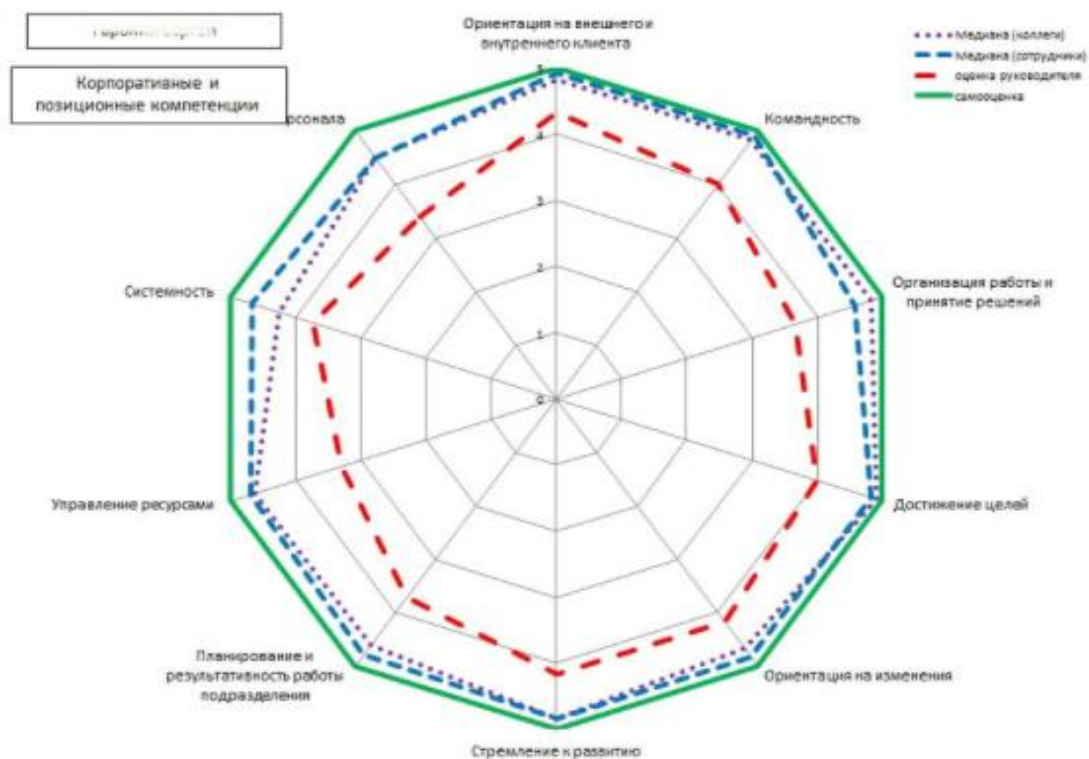 Корпоративные и
позиционные компетенции
Ориентация на внешнего и
внутреннего клиента
Медиана (коллеги)
Медиана (сотрудники)
оценка руководителя
самооценка
Командность
Организация работы и
принятие решений
Достижение целей
Ориентация на изменения
Стремление к развитию
Планирование и
результативность работы
подразделения
Управление ресурсами
Системность
рсонала
5
4
3
2
1
0